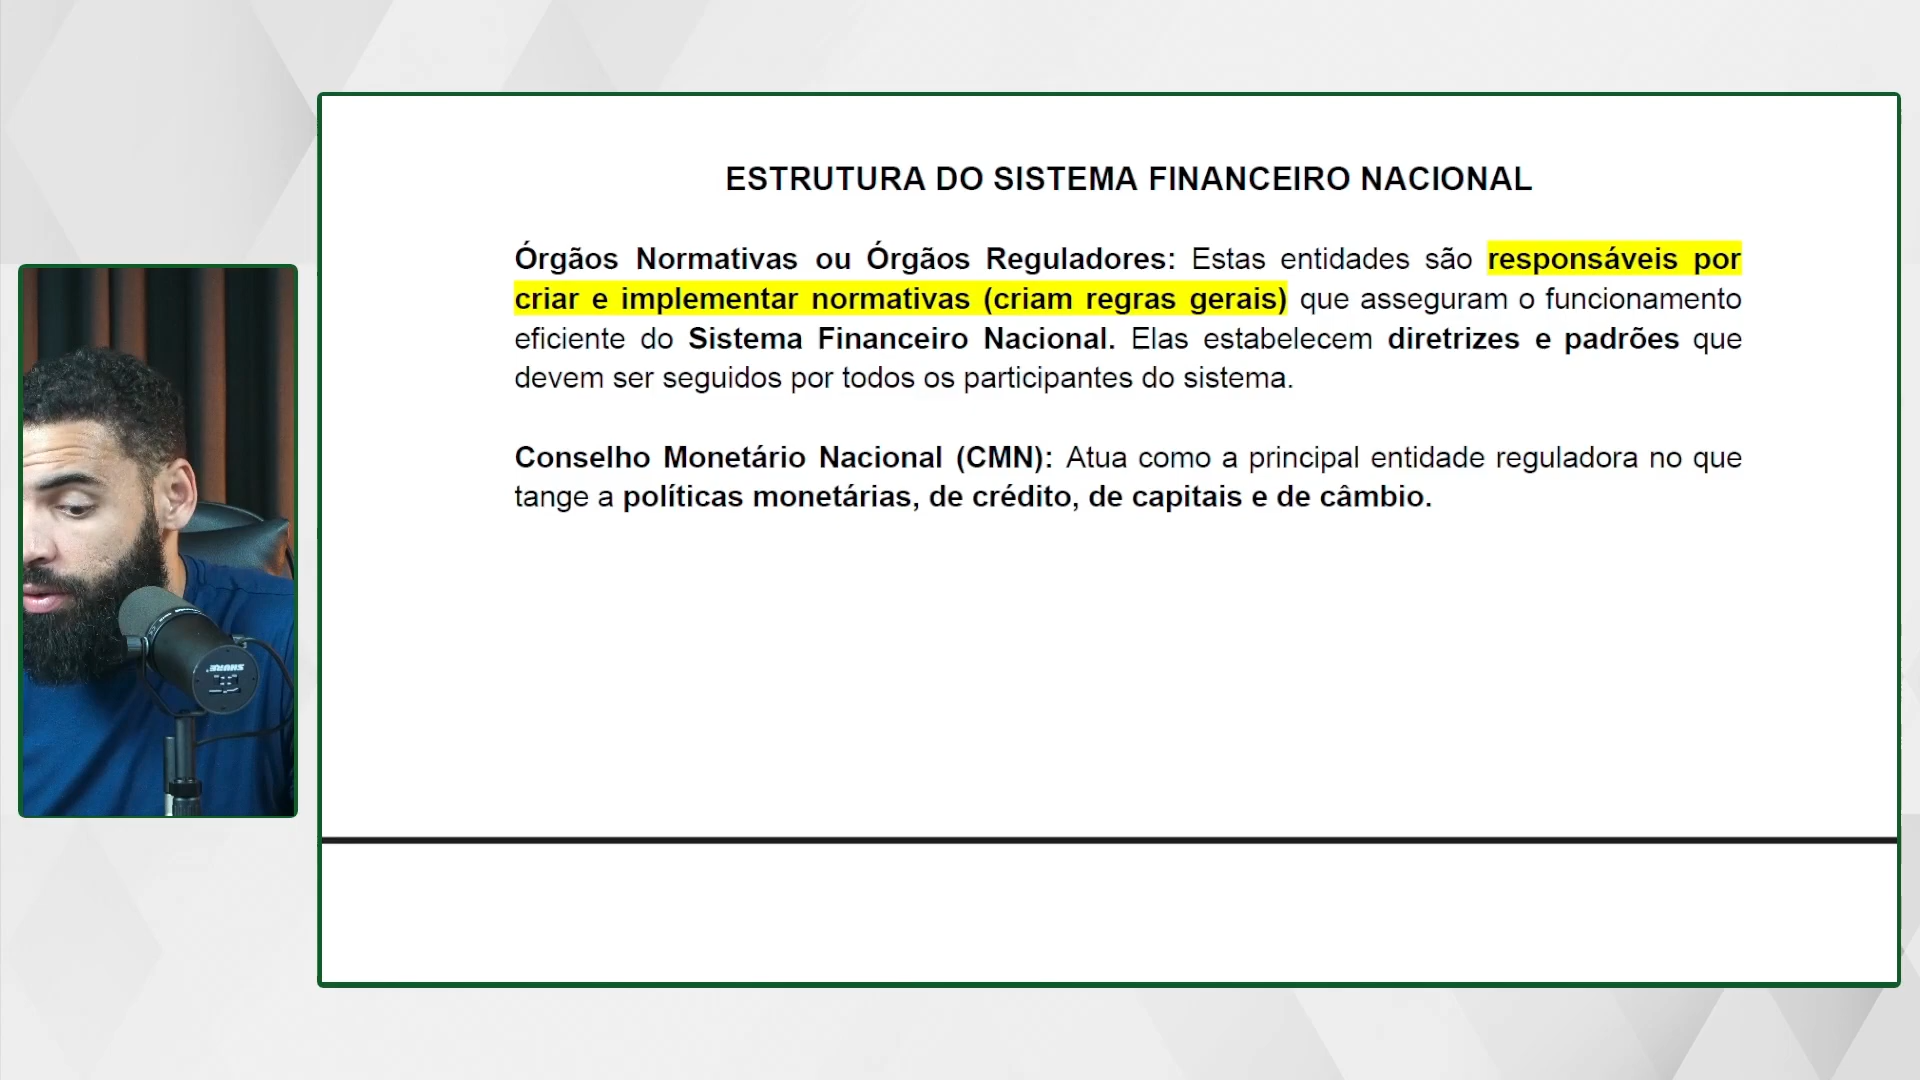 ESTRUTURA DO SISTEMA FINANCEIRO NACIONAL
Órgãos Normativas ou Órgãos Reguladores: Estas entidades são responsáveis por
criar e implementar normativas (criam regras gerais) que asseguram o funcionamento
eficiente do Sistema Financeiro Nacional. Elas estabelecem diretrizes e padrões que
devem ser seguidos por todos os participantes do sistema.
Conselho Monetário Nacional (CMN): Atua como a principal entidade reguladora no que
tange a políticas monetárias, de crédito, de capitais e de câmbio.
SHURE